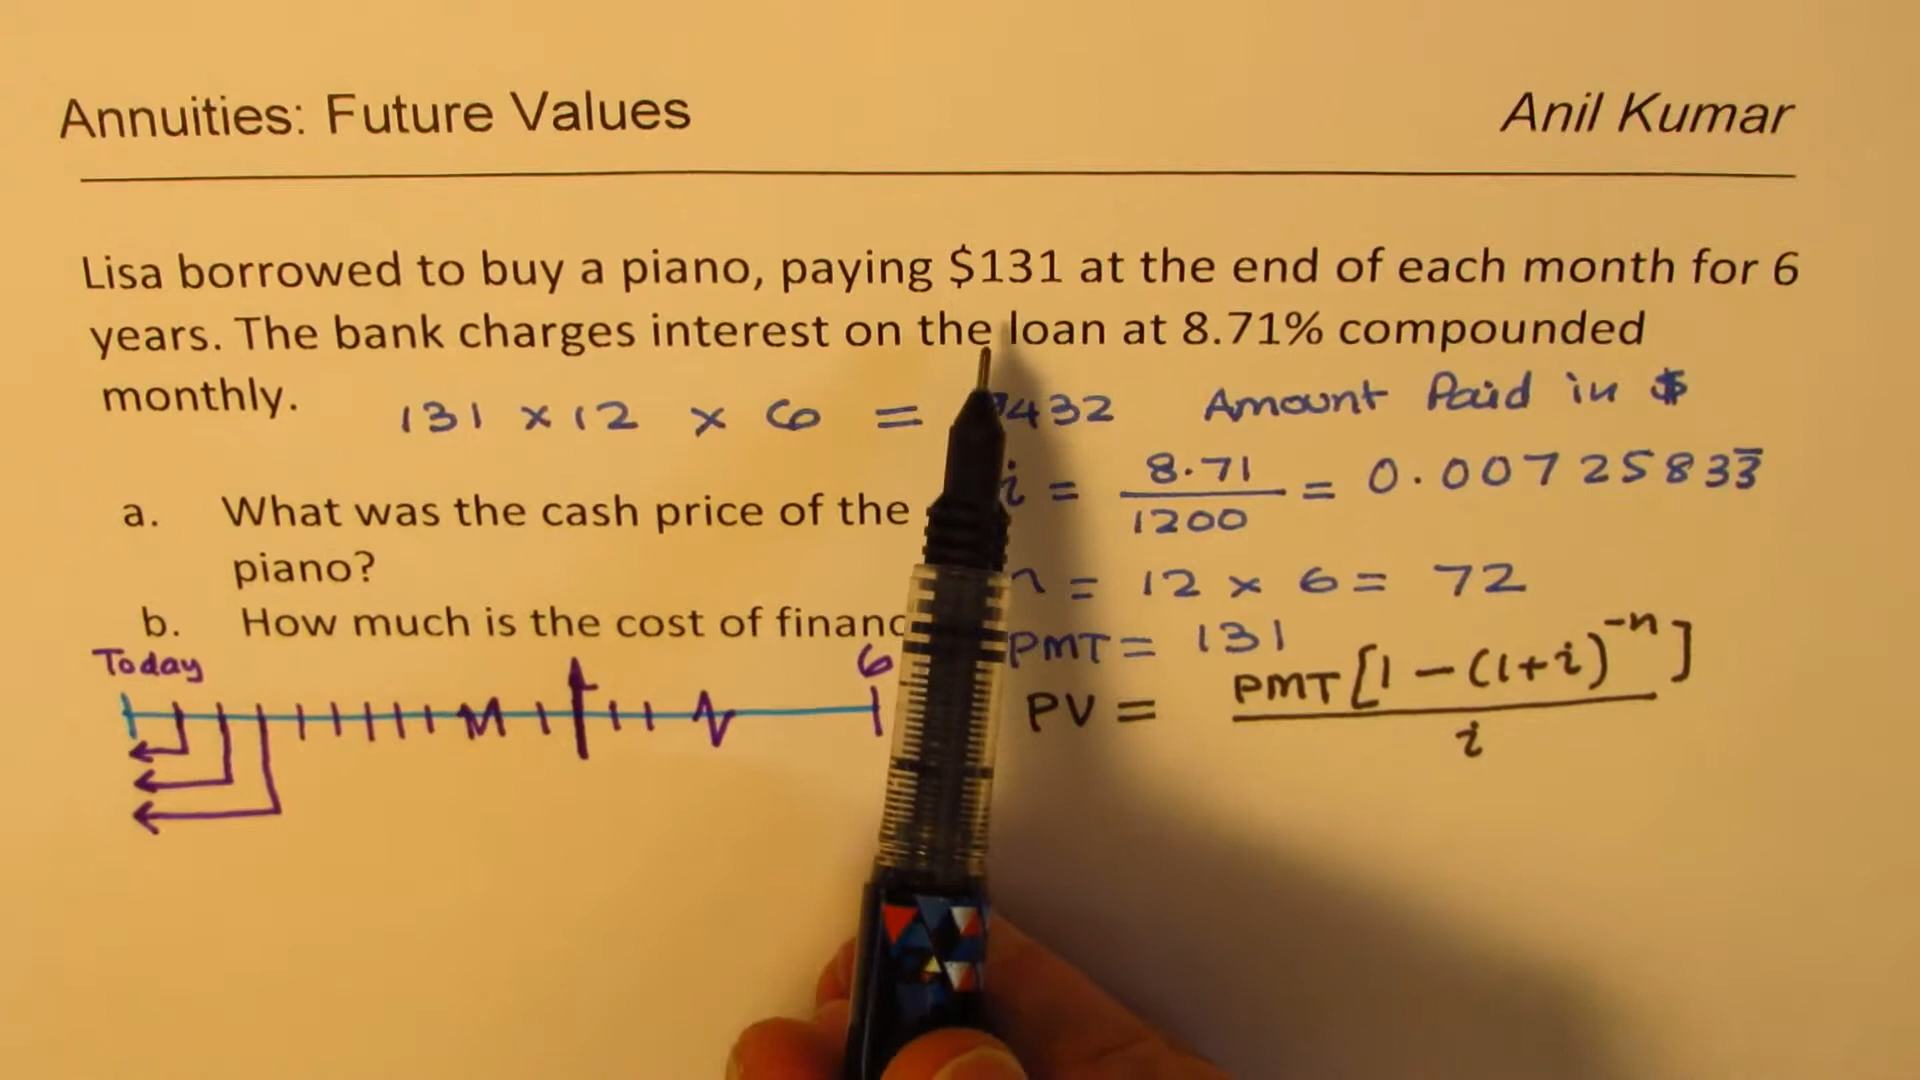 Annuities: Future Values
Anil Kumar
Lisa borrowed to buy a piano, paying $131 at the end of each month for 6
years. The bank charges interest on the loan at 8.71% compounded
monthly.
131 × 12 × 6 = 7432 Amount Paid in $
i = 8.71 / 1200 = 0.00725833̅
a. What was the cash price of the
piano?
n = 12 × 6 = 72
b. How much is the cost of financ
PMT = 131
Today 6
PV = PMT[1 - (1+i)^-n] / i